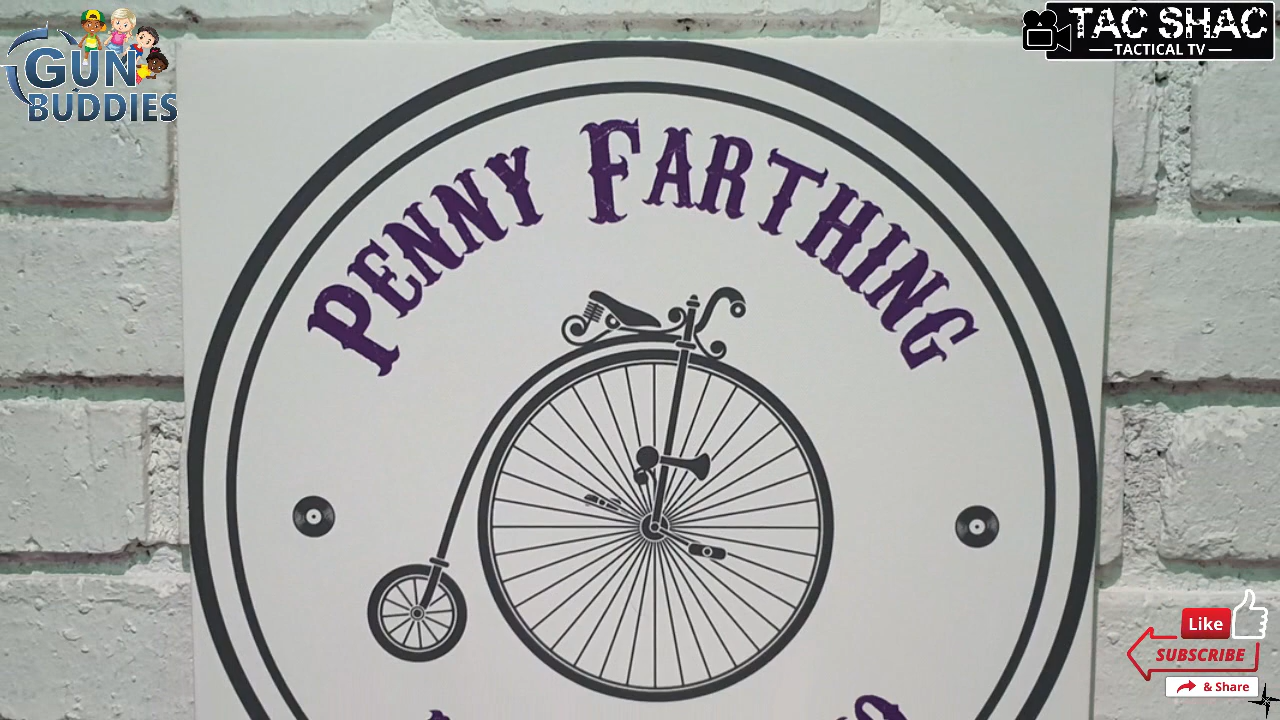 GUN
BUDDIES
TAC SHAC
TACTICAL TV
PENNY FARTHING
Like
SUBSCRIBE
& Share